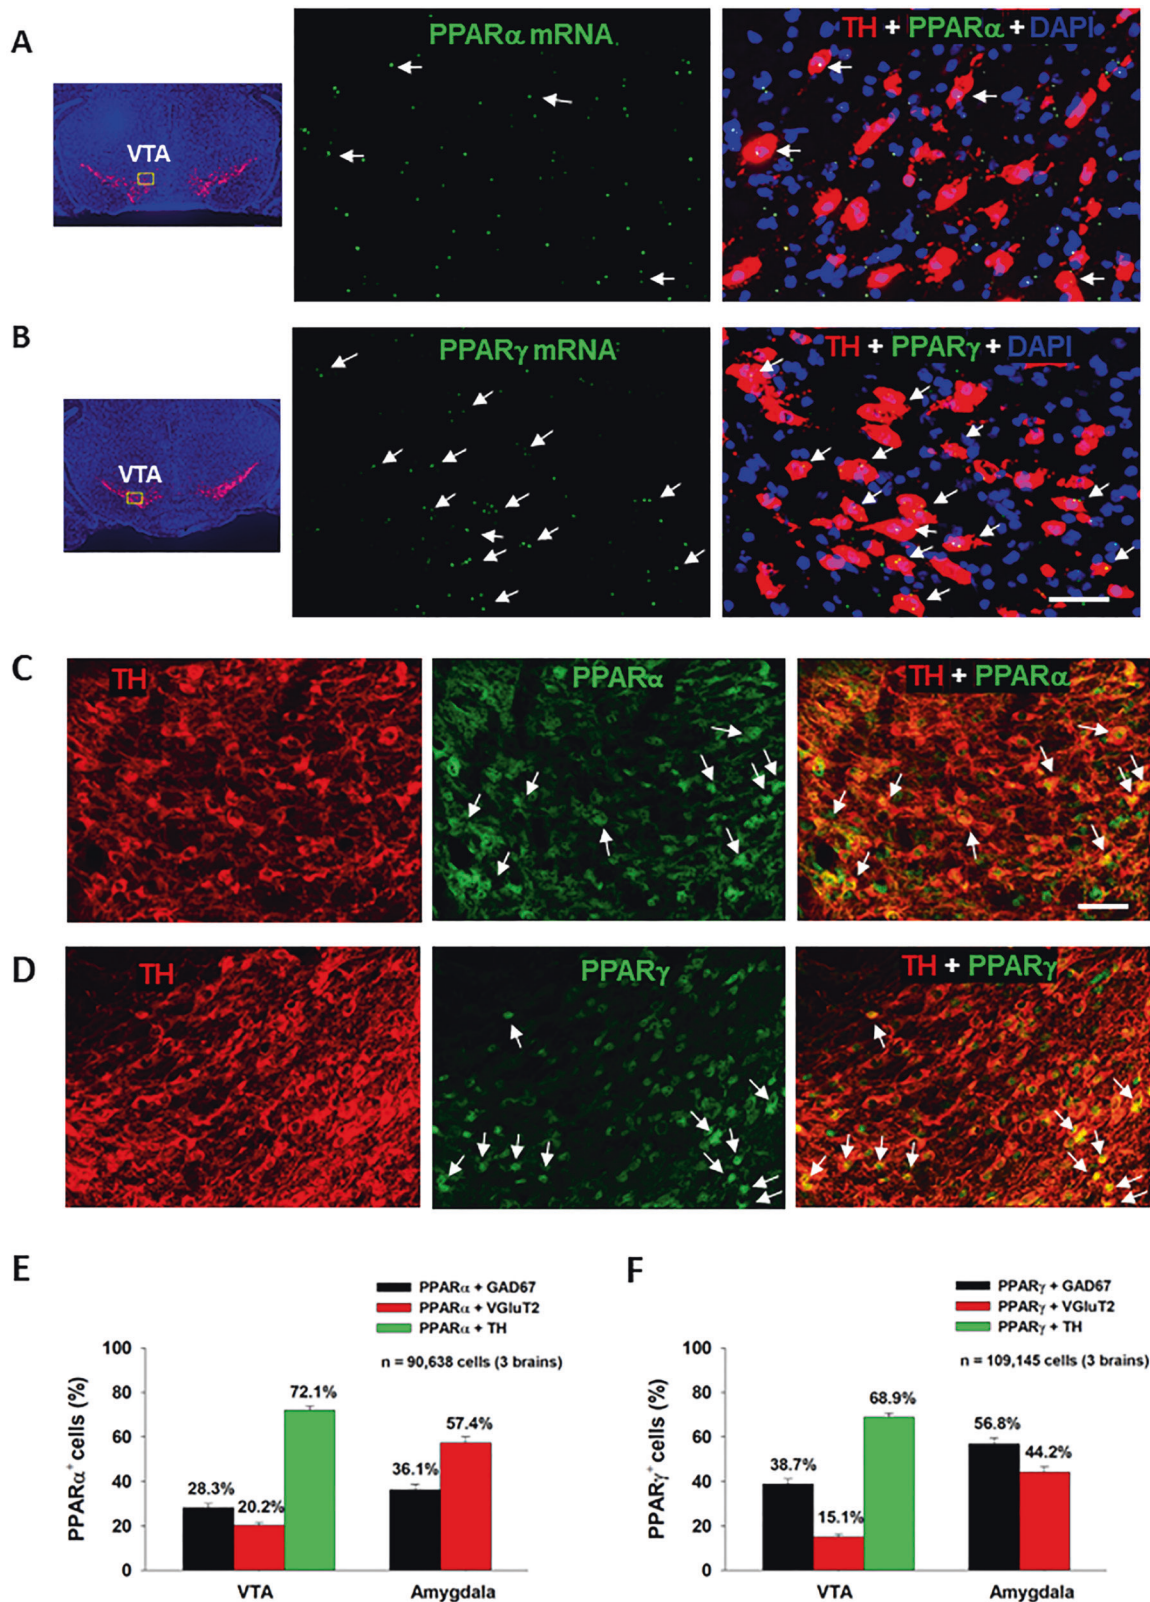 A
PPARα mRNA
TH + PPARα + DAPI
VTA
B
PPARγ mRNA
TH + PPARγ + DAPI
VTA
C
TH
PPARα
TH + PPARα
D
TH
PPARγ
TH + PPARγ
E
PPARα + GAD67
PPARα + VGluT2
PPARα + TH
n = 90,638 cells (3 brains)
PPARα⁺ cells (%)
100
80
60
40
20
0
28.3%
20.2%
72.1%
36.1%
57.4%
VTA
Amygdala
F
PPARγ + GAD67
PPARγ + VGluT2
PPARγ + TH
n = 109,145 cells (3 brains)
PPARγ⁺ cells (%)
100
80
60
40
20
0
38.7%
15.1%
68.9%
56.8%
44.2%
VTA
Amygdala